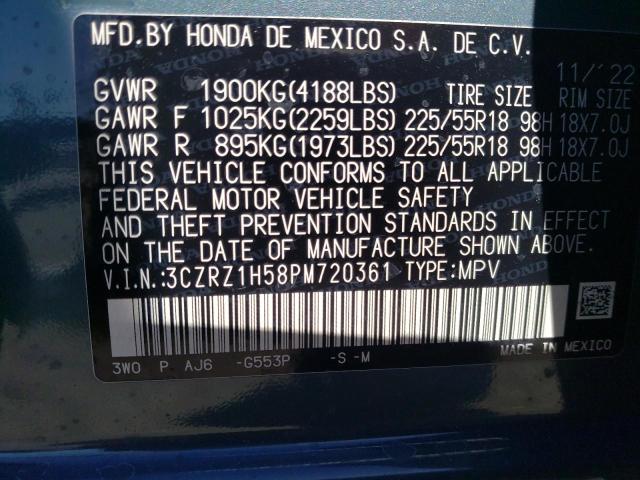 MFD.BY HONDA DE MEXICO S.A. DE C.V.
11/'22
GVWR 1900KG(4188LBS) TIRE SIZE RIM SIZE
GAWR F 1025KG(2259LBS) 225/55R18 98H 18X7.0J
GAWR R 895KG(1973LBS) 225/55R18 98H 18X7.0J
THIS VEHICLE CONFORMS TO ALL APPLICABLE
FEDERAL MOTOR VEHICLE SAFETY
AND THEFT PREVENTION STANDARDS IN EFFECT
ON THE DATE OF MANUFACTURE SHOWN ABOVE.
V.I.N.:3CZRZ1H58PM720361 TYPE:MPV
3W0 P AJ6 -G553P -S -M
MADE IN MEXICO